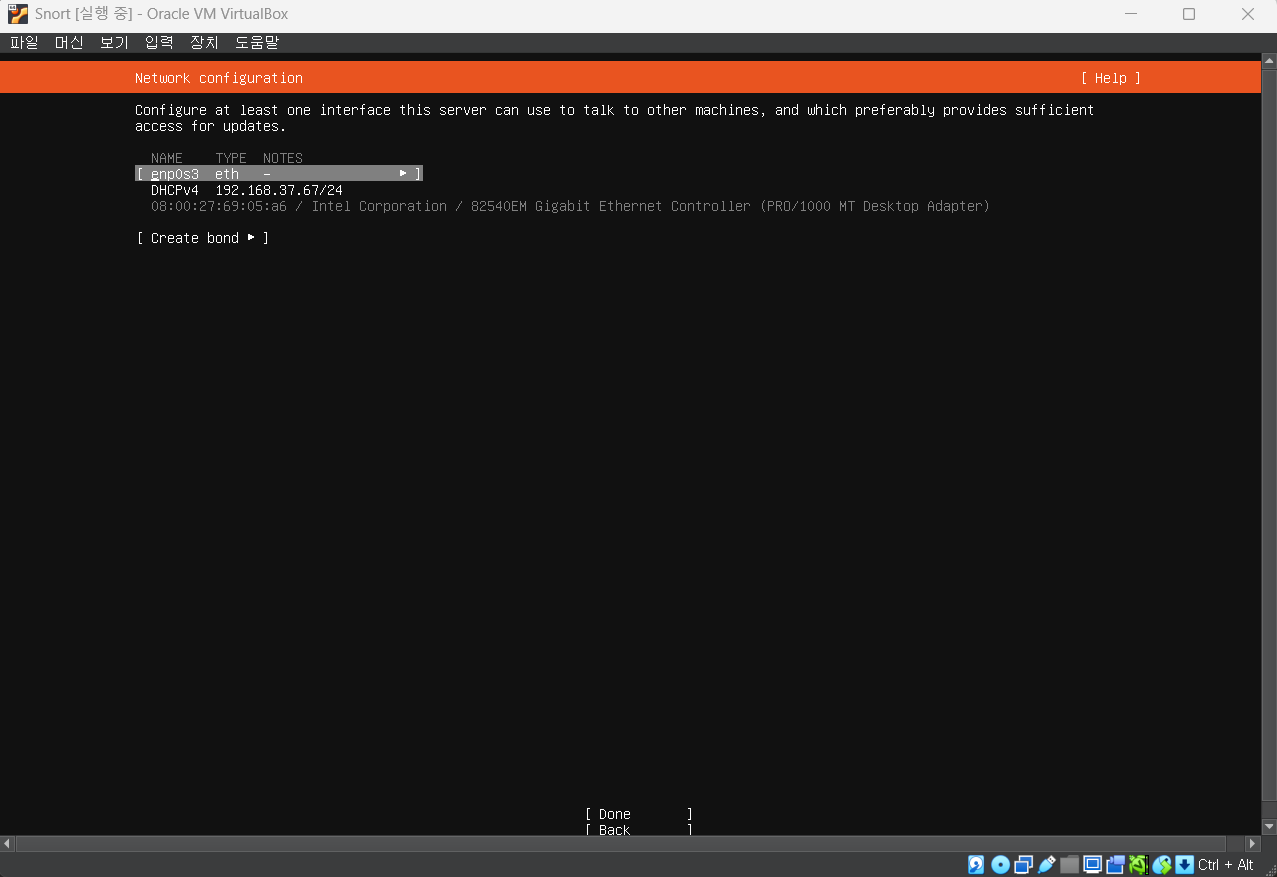 Snort [실행 중] - Oracle VM VirtualBox
파일 머신 보기 입력 장치 도움말
Network configuration [ Help ]
Configure at least one interface this server can use to talk to other machines, and which preferably provides sufficient
access for updates.
NAME TYPE NOTES
[ enp0s3 eth - ▸ ]
DHCPv4 192.168.37.67/24
08:00:27:69:05:a6 / Intel Corporation / 82540EM Gigabit Ethernet Controller (PRO/1000 MT Desktop Adapter)
[ Create bond ▸ ]
[ Done ]
[ Back ]
Ctrl + Alt